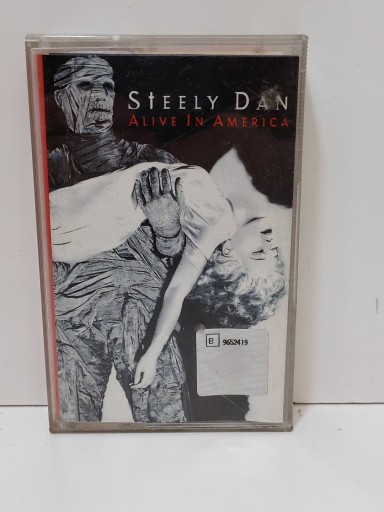 STEELY DAN
ALIVE IN AMERICA
B 9652419